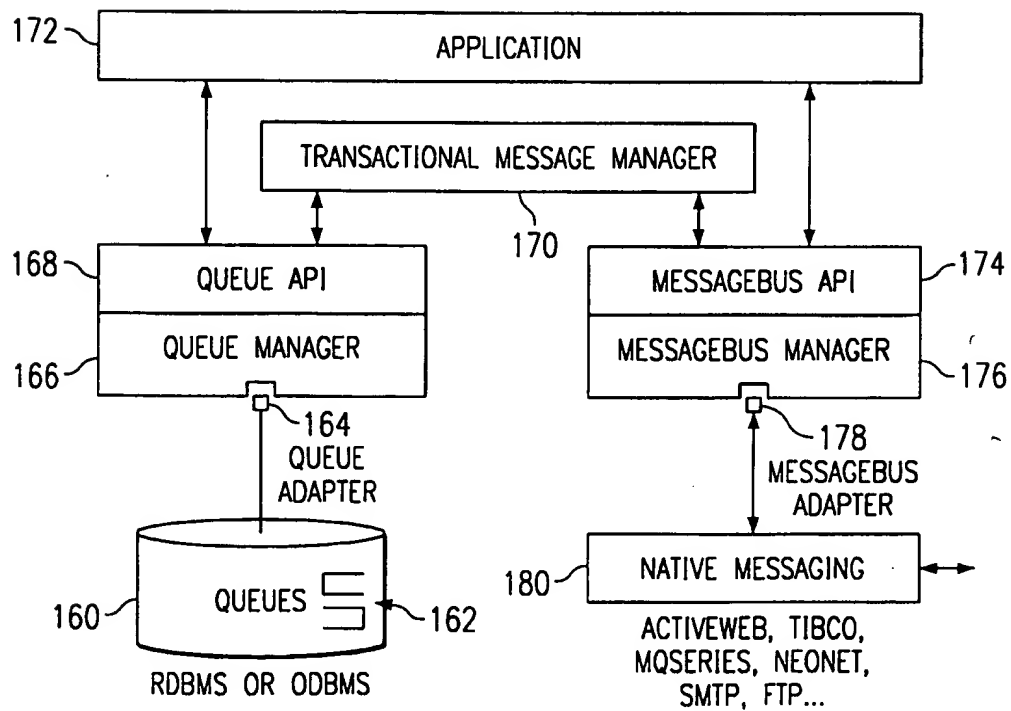 172
APPLICATION
TRANSACTIONAL MESSAGE MANAGER
170
168
QUEUE API
MESSAGEBUS API
174
166
QUEUE MANAGER
MESSAGEBUS MANAGER
176
164
QUEUE
ADAPTER
178
MESSAGEBUS
ADAPTER
160
QUEUES
162
RDBMS OR ODBMS
180
NATIVE MESSAGING
ACTIVEWEB, TIBCO,
MQSERIES, NEONET,
SMTP, FTP...